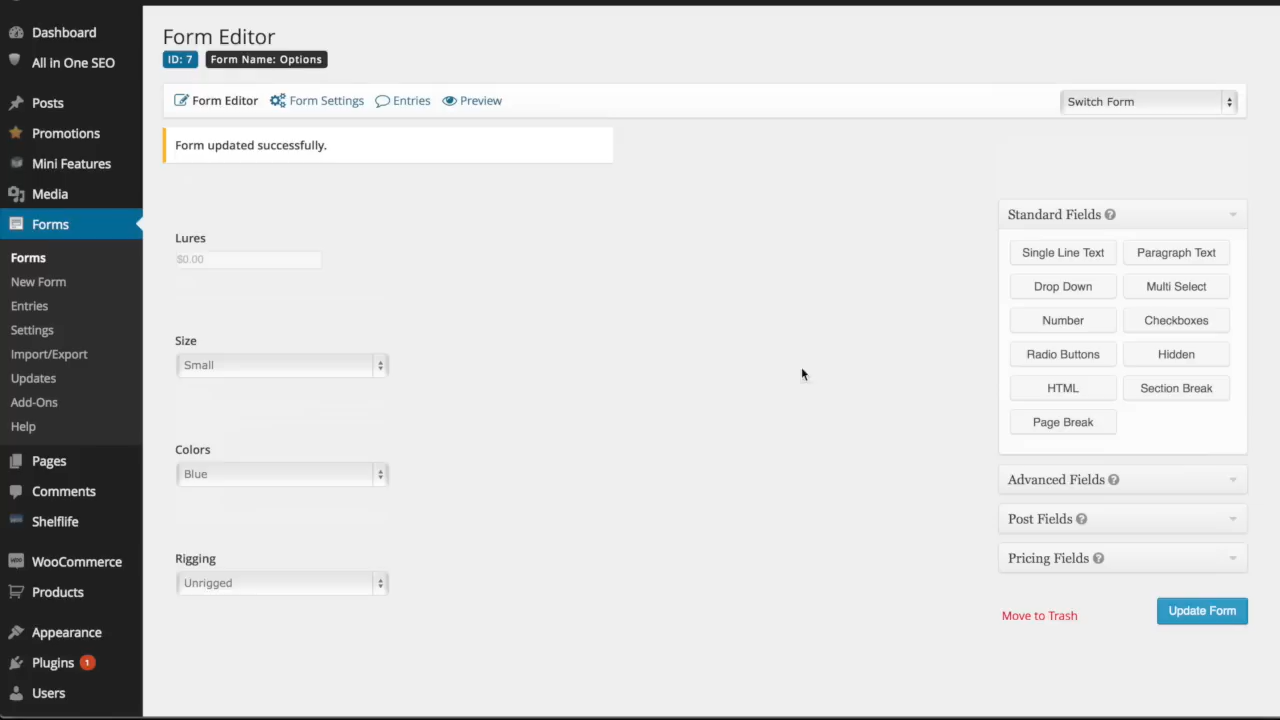 Dashboard
All in One SEO
Posts
Promotions
Mini Features
Media
Forms
Forms
New Form
Entries
Settings
Import/Export
Updates
Add-Ons
Help
Pages
Comments
Shelflife
WooCommerce
Products
Appearance
Plugins 1
Users
Form Editor
ID: 7 Form Name: Options
Form Editor Form Settings Entries Preview Switch Form
Form updated successfully.
Lures
$0.00
Size
Small
Colors
Blue
Rigging
Unrigged
Standard Fields ?
Single Line Text Paragraph Text
Drop Down Multi Select
Number Checkboxes
Radio Buttons Hidden
HTML Section Break
Page Break
Advanced Fields ?
Post Fields ?
Pricing Fields ?
Move to Trash Update Form